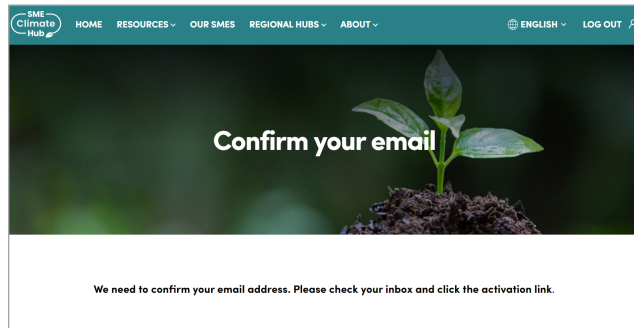 SME
Climate
Hub
HOME RESOURCES OUR SMES REGIONAL HUBS ABOUT ENGLISH LOG OUT
Confirm your email
We need to confirm your email address. Please check your inbox and click the activation link.